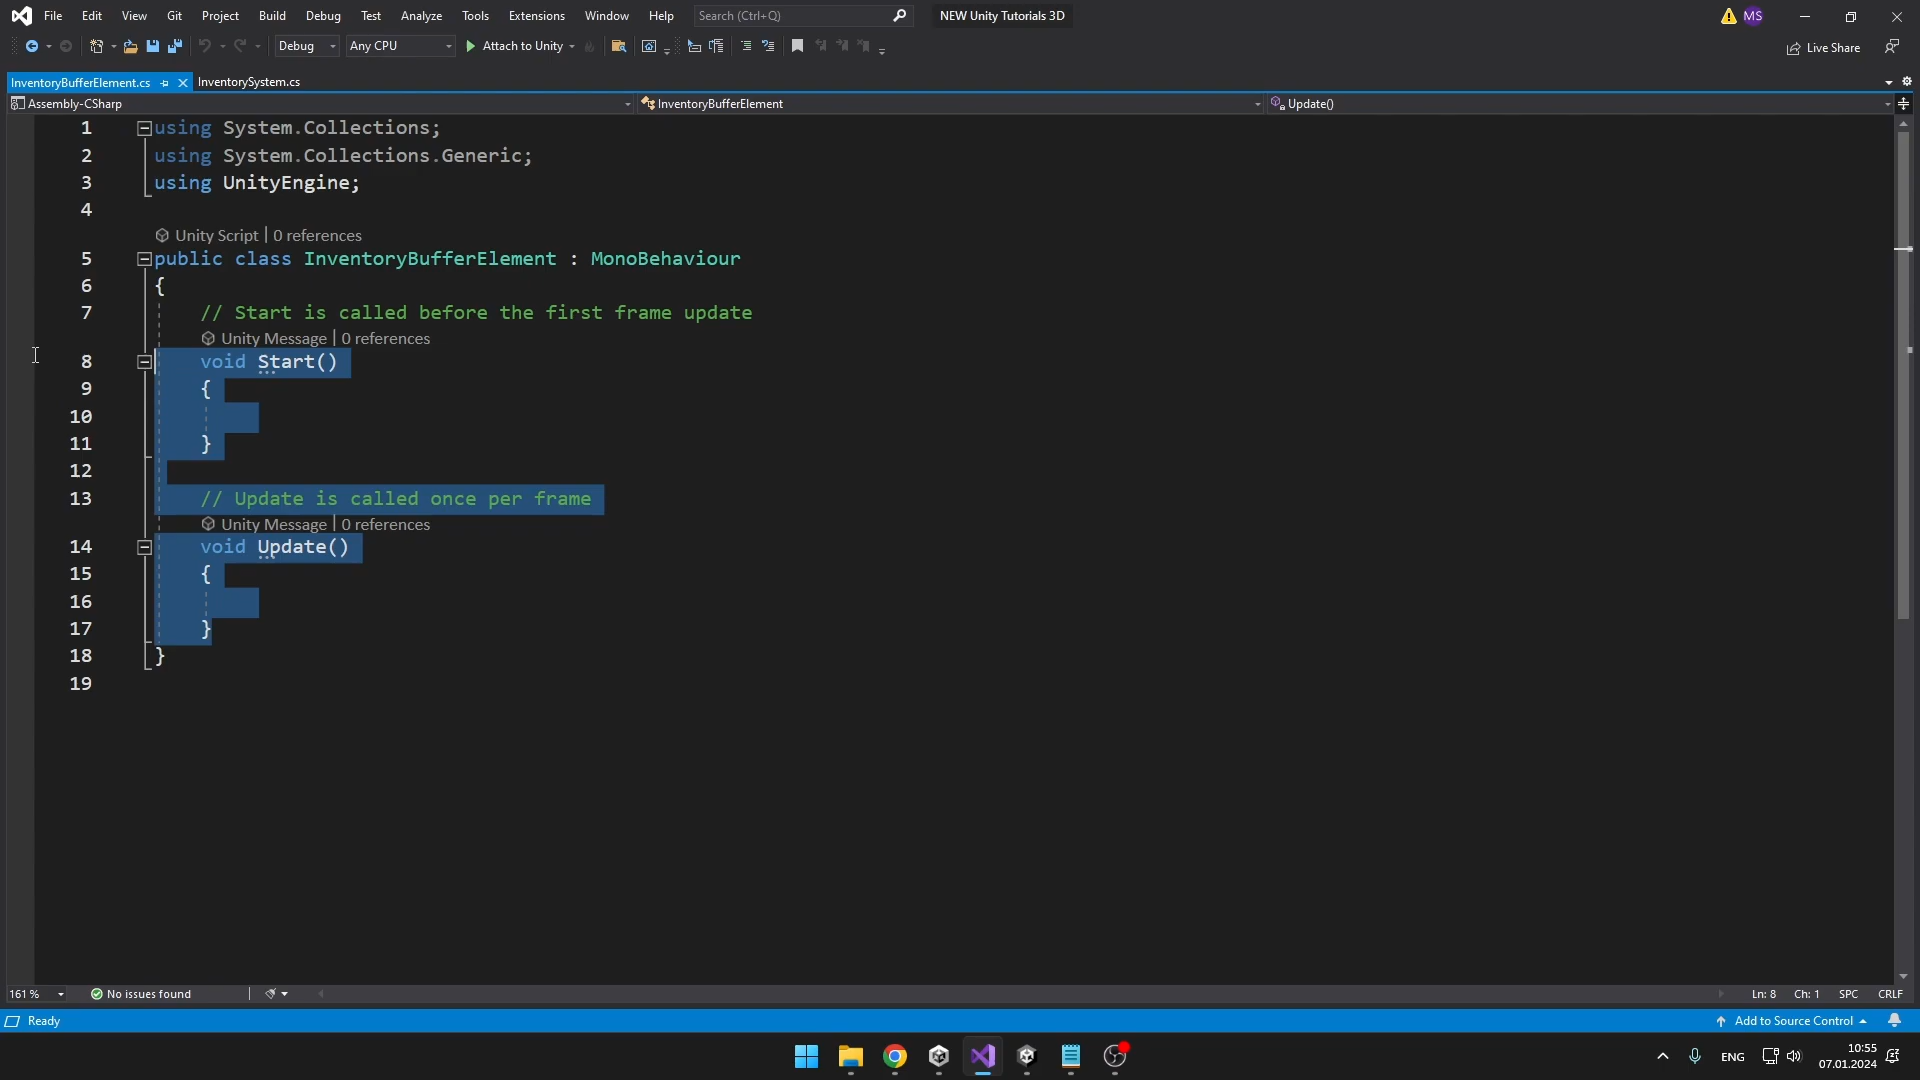 File Edit View Git Project Build Debug Test Analyze Tools Extensions Window Help Search (Ctrl+Q) NEW Unity Tutorials 3D MS
Debug Any CPU Attach to Unity Live Share
InventoryBufferElement.cs InventorySystem.cs
Assembly-CSharp InventoryBufferElement Update()
1 using System.Collections;
2 using System.Collections.Generic;
3 using UnityEngine;
4
Unity Script | 0 references
5 public class InventoryBufferElement : MonoBehaviour
6 {
7 // Start is called before the first frame update
Unity Message | 0 references
8 void Start()
9 {
10
11 }
12
13 // Update is called once per frame
Unity Message | 0 references
14 void Update()
15 {
16
17 }
18 }
19
161 % No issues found Ln: 8 Ch: 1 SPC CRLF
Ready Add to Source Control
ENG 10:55
07.01.2024